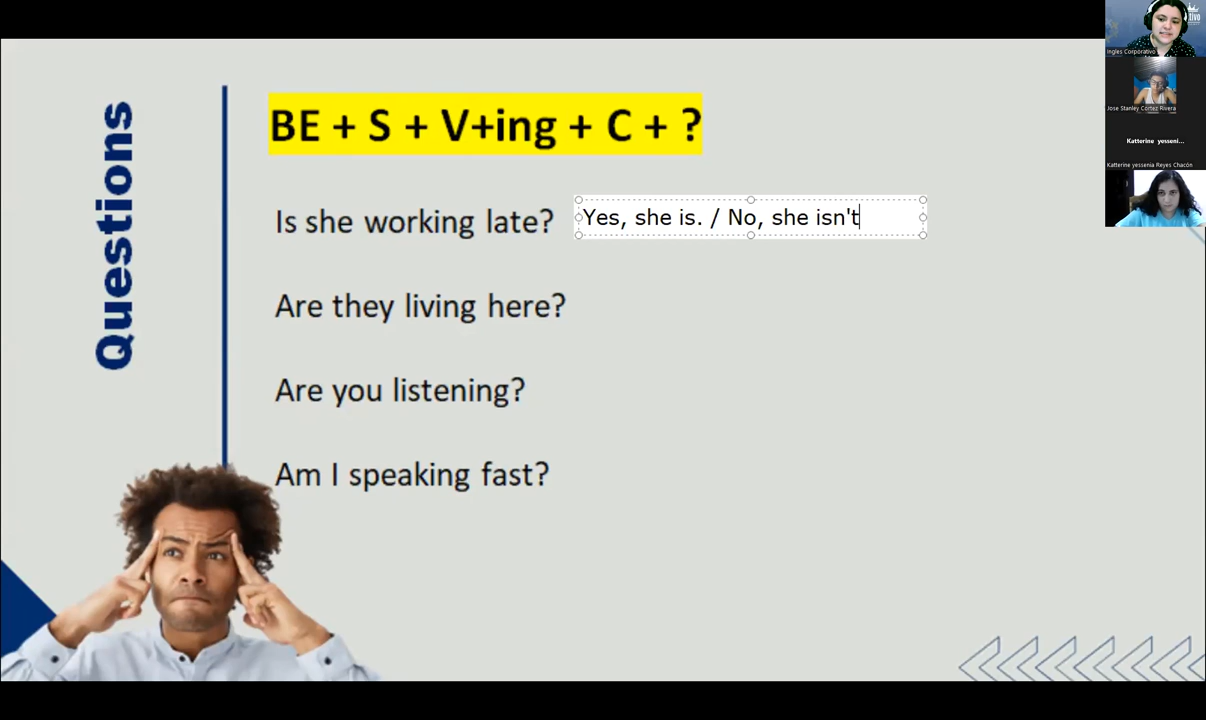 Questions
BE + S + V+ing + C + ?
Is she working late?
Yes, she is. / No, she isn't
Are they living here?
Are you listening?
Am I speaking fast?
tivo
Ingles Corporativo
Jose Stanley Cortez Rivera
Katterine yesseni...
Katterine yessenia Reyes Chacón